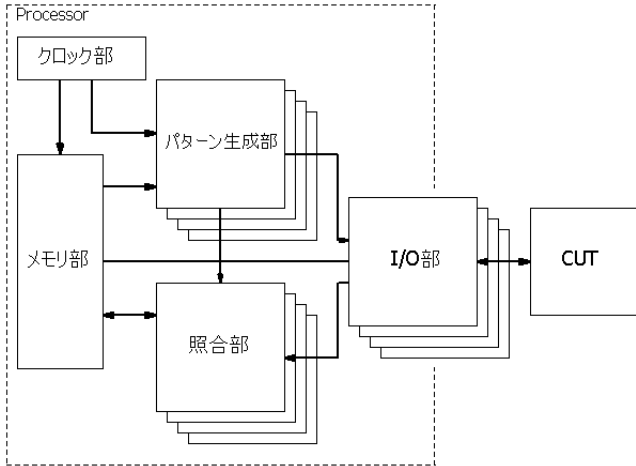 Processor
クロック部
パターン生成部
メモリ部
I/O部
CUT
照合部